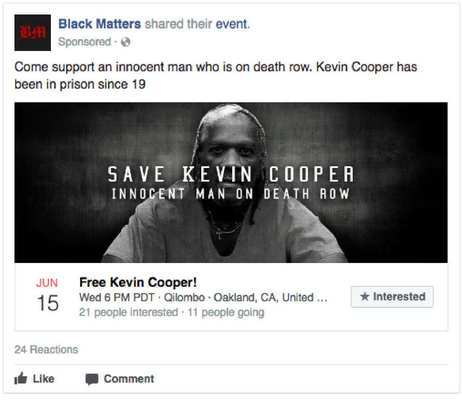 BM
Black Matters shared their event.
Sponsored ·
Come support an innocent man who is on death row. Kevin Cooper has
been in prison since 19
SAVE KEVIN COOPER
INNOCENT MAN ON DEATH ROW
JUN
15
Free Kevin Cooper!
Wed 6 PM PDT · Qilombo · Oakland, CA, United ...
21 people interested · 11 people going
Interested
24 Reactions
Like Comment